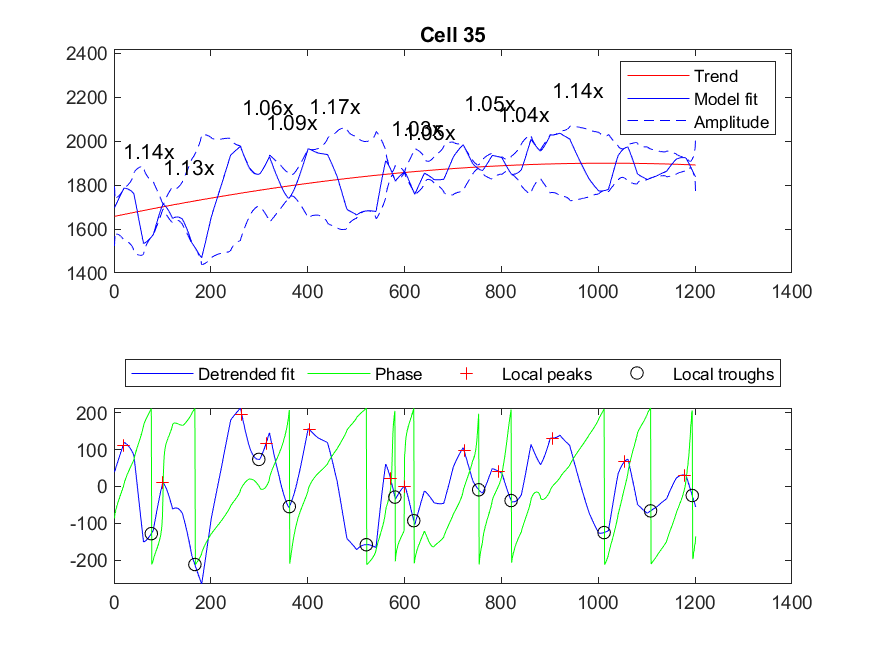 Cell 35
2400
2200
2000
1800
1600
1400
0 200 400 600 800 1000 1200 1400
1.14x
1.13x
1.06x
1.09x
1.17x
1.03x
1.05x
1.04x
1.14x
Trend
Model fit
Amplitude
Detrended fit Phase Local peaks Local troughs
200
100
0
-100
-200
0 200 400 600 800 1000 1200 1400